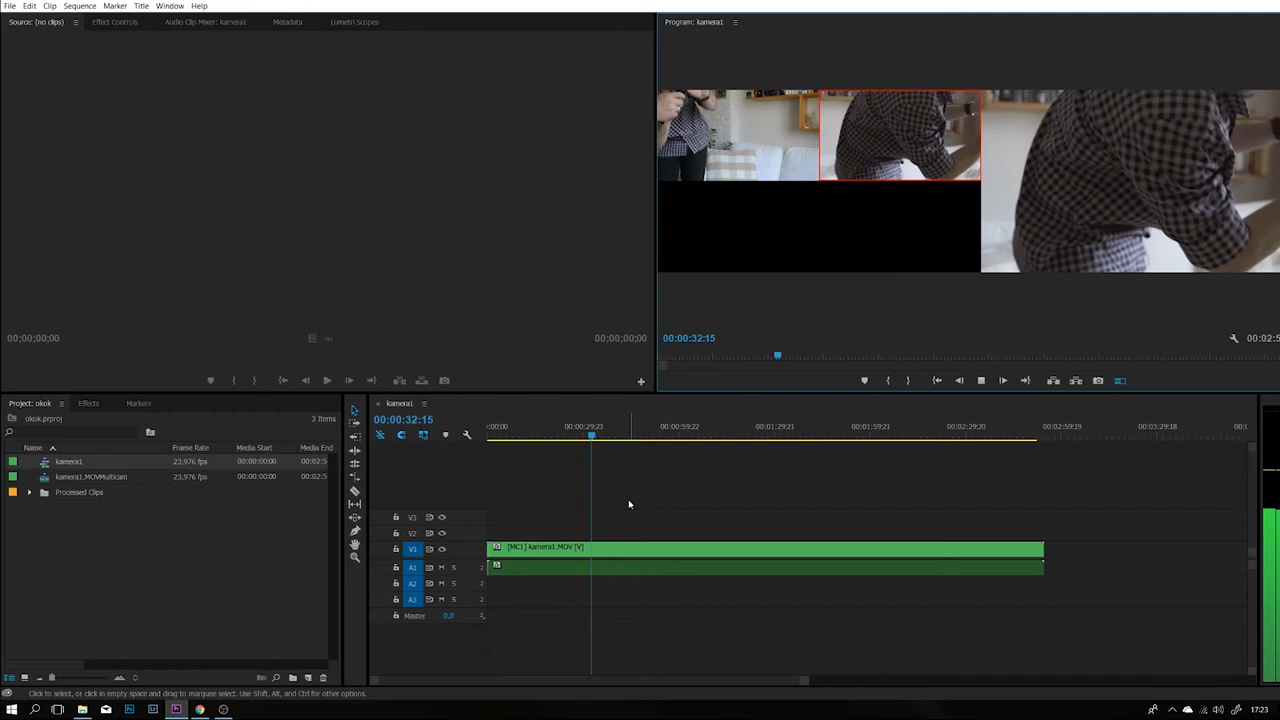 File Edit Clip Sequence Marker Title Window Help
Source: (no clips) Effect Controls Audio Clip Mixer: kamera1 Metadata Lumetri Scopes
Program: kamera1
00;00;00;00
00;00;00;00
00:00:32:15
00:02:5
Project: okok Effects Markers
okok.prproj
3 Items
Name Frame Rate Media Start Media End
kamera1 23,976 fps 00:00:00:00 00:02:5
kamera1.MOVMulticam 23,976 fps 00:00:00:00 00:02:5
Processed Clips
kamera1
00:00:32:15
:00:00 00:00:29:23 00:00:59:22 00:01:29:21 00:01:59:21 00:02:29:20 00:02:59:19 00:03:29:18 00:0
V3
V2
V1 [MC1] kamera1.MOV [V]
A1 M S 2
A2 M S 2
A3 M S 2
Master 0,0
Click to select, or click in empty space and drag to marquee select. Use Shift, Alt, and Ctrl for other options.
17:23